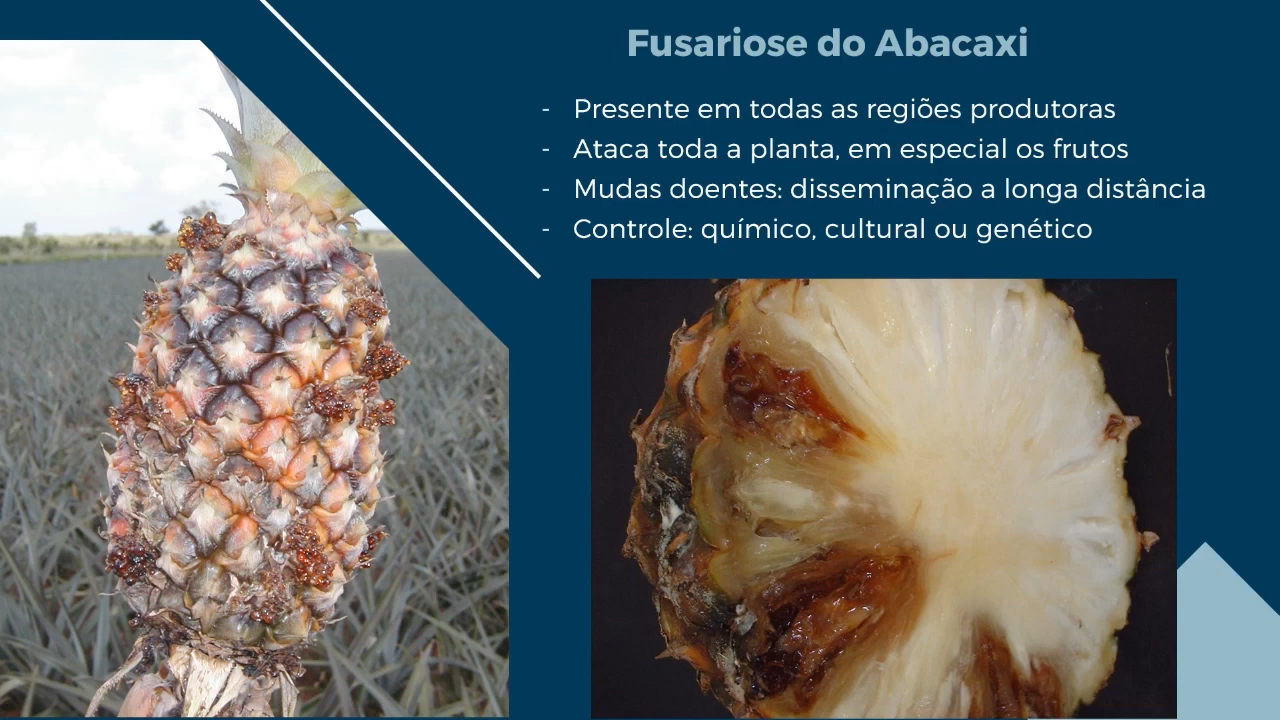 Fusariose do Abacaxi
- Presente em todas as regiões produtoras
- Ataca toda a planta, em especial os frutos
- Mudas doentes: disseminação a longa distância
- Controle: químico, cultural ou genético